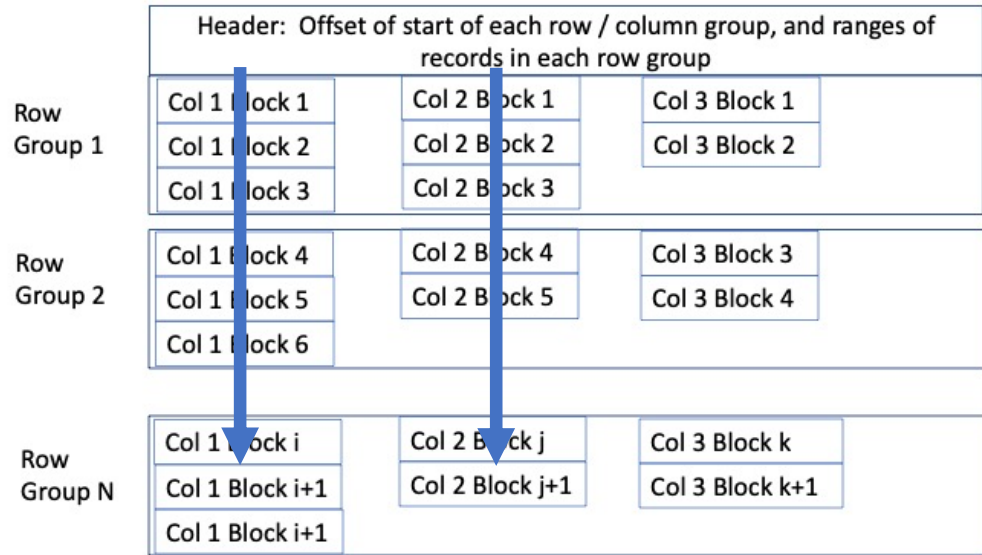 Header: Offset of start of each row / column group, and ranges of
records in each row group
Row
Group 1
Col 1 Block 1
Col 2 Block 1
Col 3 Block 1
Col 1 Block 2
Col 2 Block 2
Col 3 Block 2
Col 1 Block 3
Col 2 Block 3
Row
Group 2
Col 1 Block 4
Col 2 Block 4
Col 3 Block 3
Col 1 Block 5
Col 2 Block 5
Col 3 Block 4
Col 1 Block 6
Row
Group N
Col 1 Block i
Col 2 Block j
Col 3 Block k
Col 1 Block i+1
Col 2 Block j+1
Col 3 Block k+1
Col 1 Block i+1